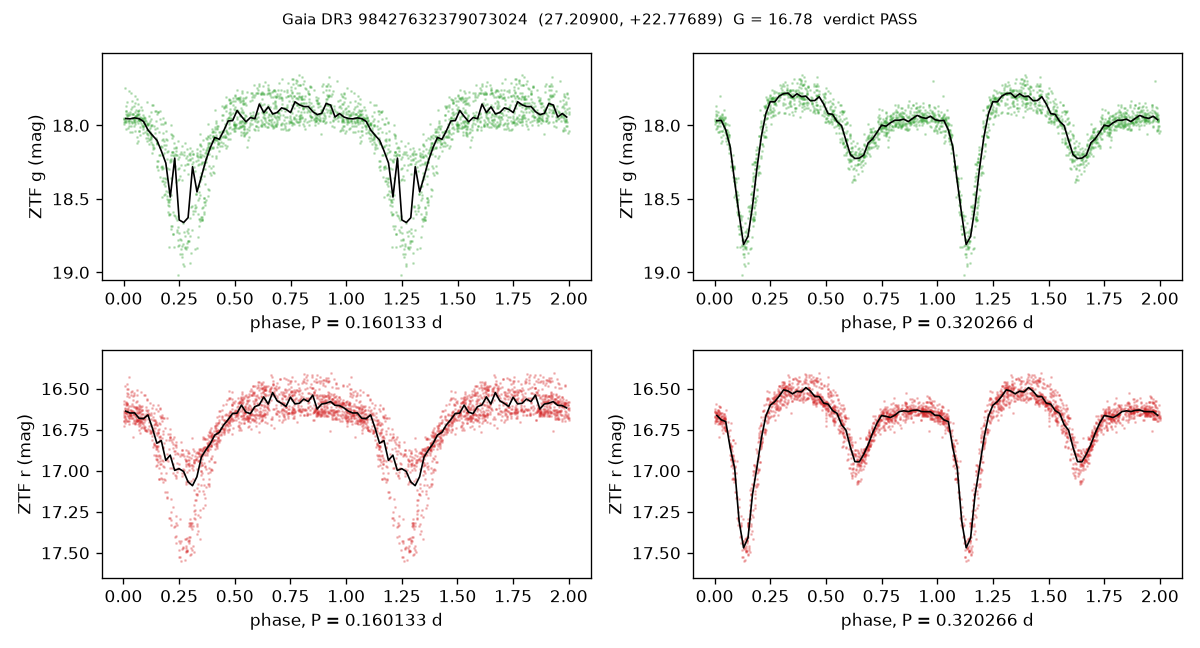 Gaia DR3 98427632379073024 (27.20900, +22.77689) G = 16.78 verdict PASS
ZTF g (mag)
18.0
18.5
19.0
0.00 0.25 0.50 0.75 1.00 1.25 1.50 1.75 2.00
phase, P = 0.160133 d
ZTF g (mag)
18.0
18.5
19.0
0.00 0.25 0.50 0.75 1.00 1.25 1.50 1.75 2.00
phase, P = 0.320266 d
ZTF r (mag)
16.50
16.75
17.00
17.25
17.50
0.00 0.25 0.50 0.75 1.00 1.25 1.50 1.75 2.00
phase, P = 0.160133 d
ZTF r (mag)
16.50
16.75
17.00
17.25
17.50
0.00 0.25 0.50 0.75 1.00 1.25 1.50 1.75 2.00
phase, P = 0.320266 d